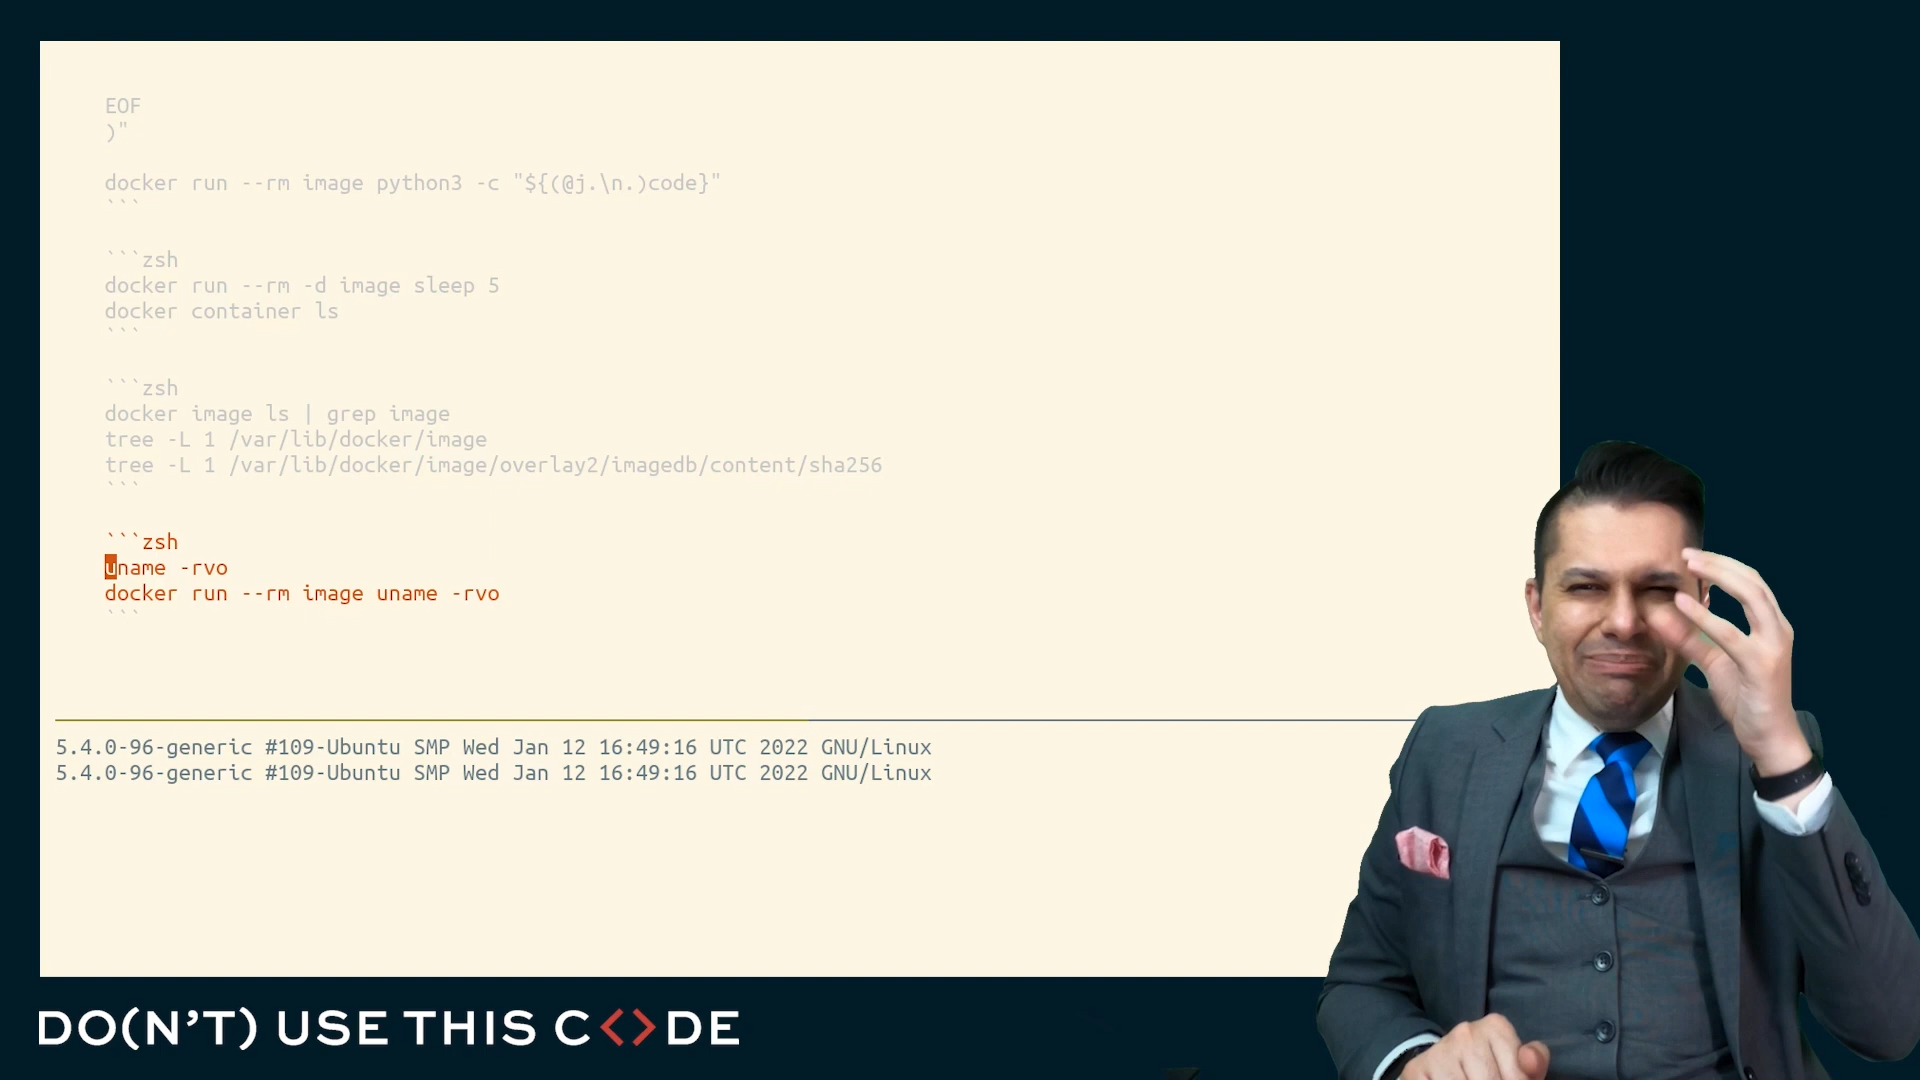 EOF
)"
docker run --rm image python3 -c "${(@j.\n.)code}"
```
```zsh
docker run --rm -d image sleep 5
docker container ls
```
```zsh
docker image ls | grep image
tree -L 1 /var/lib/docker/image
tree -L 1 /var/lib/docker/image/overlay2/imagedb/content/sha256
```
```zsh
uname -rvo
docker run --rm image uname -rvo
```
5.4.0-96-generic #109-Ubuntu SMP Wed Jan 12 16:49:16 UTC 2022 GNU/Linux
5.4.0-96-generic #109-Ubuntu SMP Wed Jan 12 16:49:16 UTC 2022 GNU/Linux
DO(N'T) USE THIS C<>DE